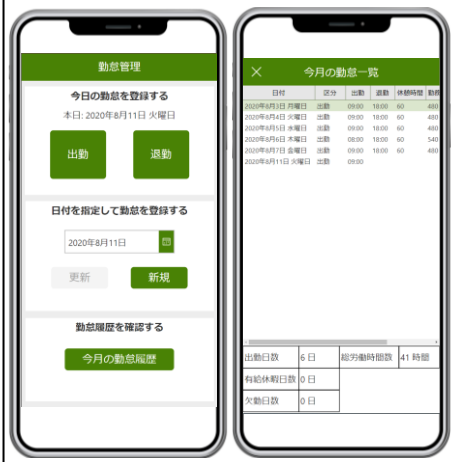 勤怠管理
今日の勤怠を登録する
本日: 2020年8月11日 火曜日
出勤 退勤
日付を指定して勤怠を登録する
2020年8月11日
更新 新規
勤怠履歴を確認する
今月の勤怠履歴
今月の勤怠一覧
日付 区分 出勤 退勤 休憩時間 勤務
2020年8月3日 月曜日 出勤 09:00 18:00 60 480
2020年8月4日 火曜日 出勤 09:00 18:00 60 480
2020年8月5日 水曜日 出勤 09:00 18:00 60 480
2020年8月6日 木曜日 出勤 08:00 18:00 60 540
2020年8月7日 金曜日 出勤 09:00 18:00 60 480
2020年8月11日 火曜日 出勤 09:00
出勤日数 6 日 総労働時間数 41 時間
有給休暇日数 0 日
欠勤日数 0 日